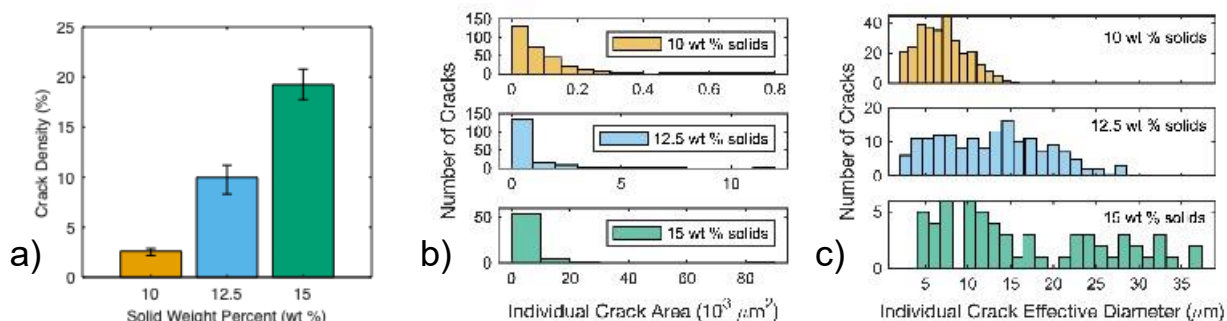 a)
Crack Density (%)
25
20
15
10
5
0
10 12.5 15
Solid Weight Percent (wt %)
b)
Number of Cracks
150
100
50
0
10 wt % solids
0 0.2 0.4 0.6 0.8
150
100
50
0
12.5 wt % solids
0 5 10
50
0
15 wt % solids
0 20 40 60 80
Individual Crack Area (10³ μm²)
c)
Number of Cracks
40
20
0
10 wt % solids
20
10
0
12.5 wt % solids
5
0
15 wt % solids
5 10 15 20 25 30 35
Individual Crack Effective Diameter (μm)